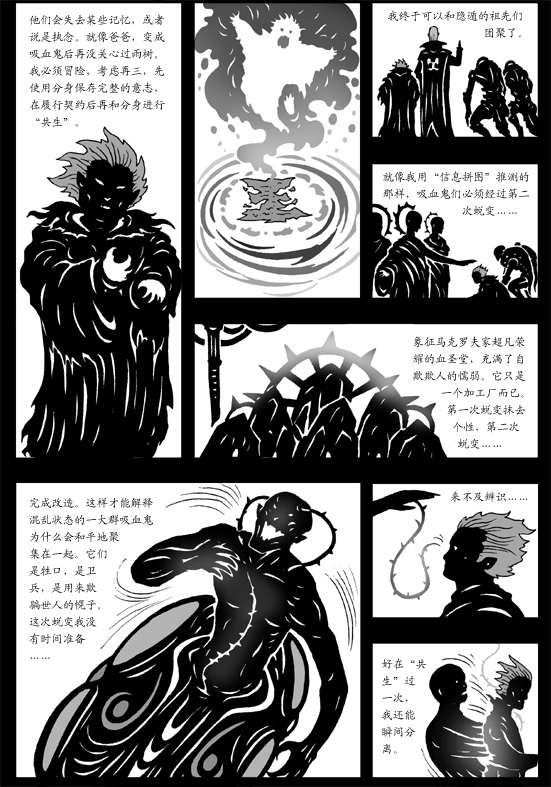 他们会失去某些记忆，或者
说是执念。就像爸爸，变成
吸血鬼后再没关心过雨树。
我必须冒险，考虑再三，先
使用分身保存完整的意志，
在履行契约后再和分身进行
“共生”。
我终于可以和隐遁的祖先们
团聚了。
就像我用“信息拼图”推测的
那样，吸血鬼们必须经过第二
次蜕变……
象征马克罗夫家超凡荣
耀的血圣堂，充满了自
欺欺人的懦弱。它只是
一个加工厂而已。
第一次蜕变抹去
个性，第二次
蜕变……
完成改造。这样才能解释
混乱状态的一大群吸血鬼
为什么会和平地聚
集在一起。它们
是牲口，是卫
兵，是用来欺
骗世人的幌子。
这次蜕变我没
有时间准备
……
来不及辨识……
好在“共
生”过
一次，
我还能
瞬间分
离。